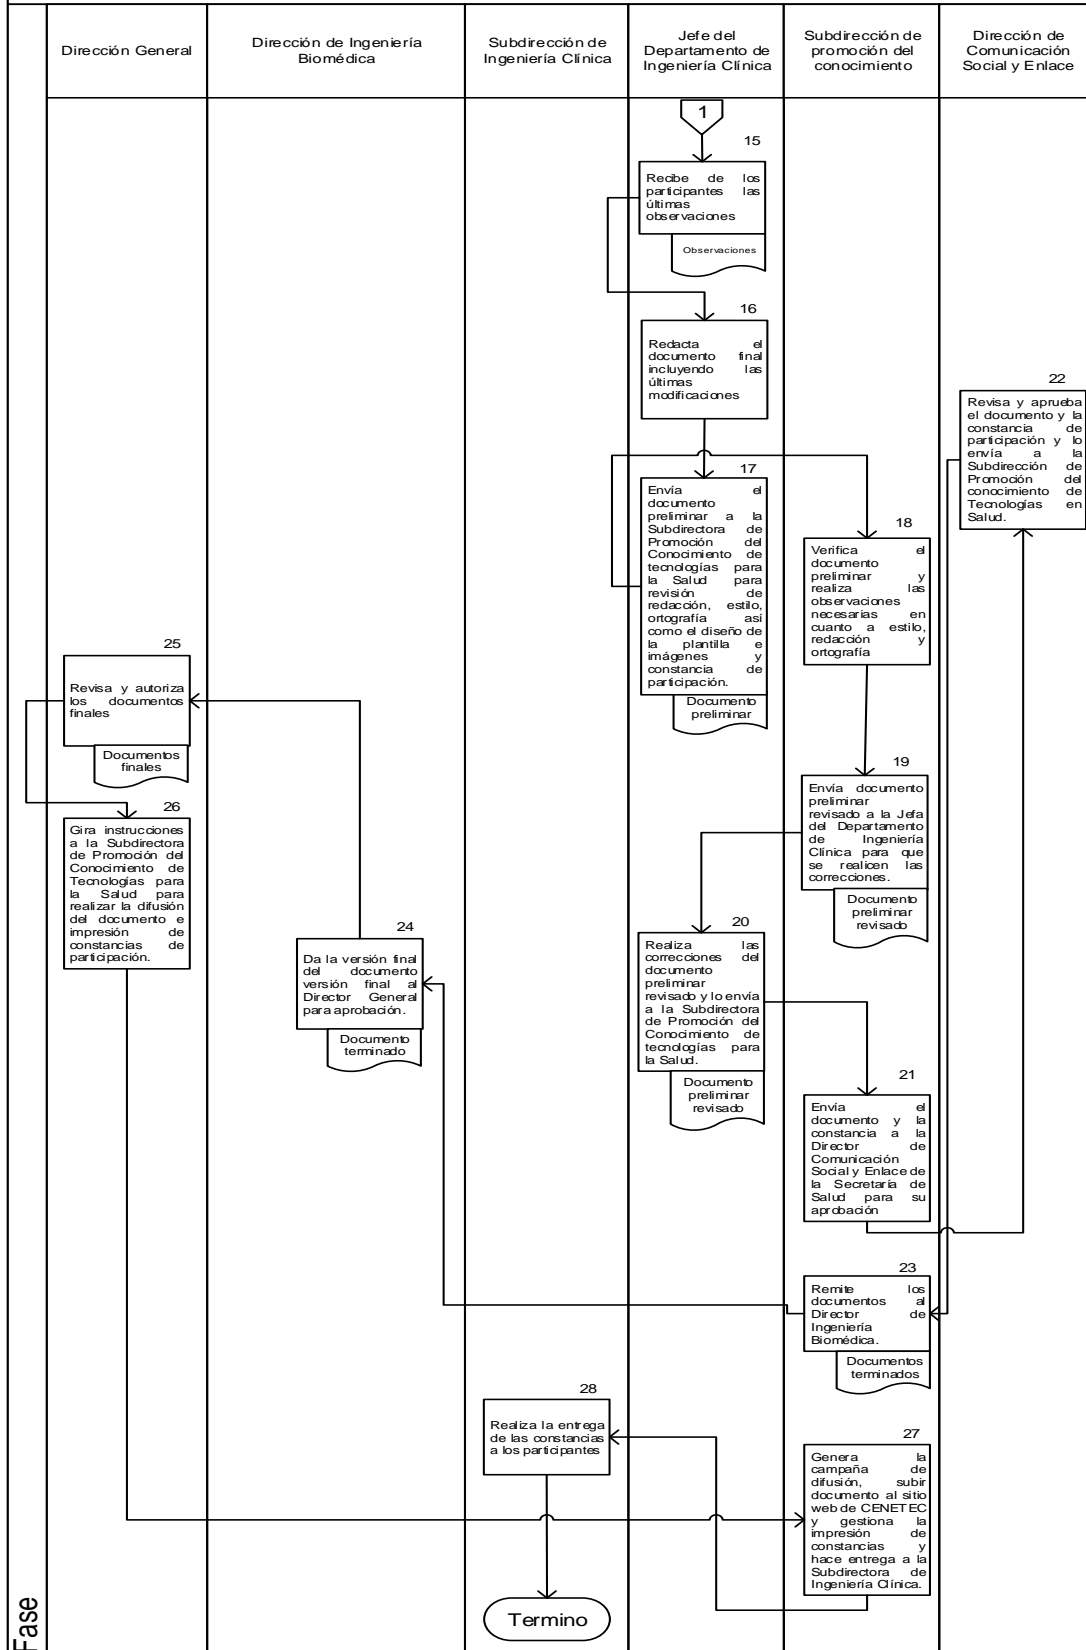 Dirección General
Dirección de Ingeniería
Biomédica
Subdirección de
Ingeniería Clínica
Jefe del
Departamento de
Ingeniería Clínica
Subdirección de
promoción del
conocimiento
Dirección de
Comunicación
Social y Enlace
1
15
Recibe de los
participantes las
últimas
observaciones
Observaciones
16
Redacta el
documento final
incluyendo las
últimas
modificaciones
17
Envía el
documento
preliminar a la
Subdirectora de
Promoción del
Conocimiento de
tecnologías para
la Salud para
revisión de
redacción, estilo,
ortografía así
como el diseño de
la plantilla e
imágenes y
constancia de
participación.
Documento
preliminar
18
Verifica el
documento
preliminar y
realiza las
observaciones
necesarias en
cuanto a estilo,
redacción y
ortografía
19
Envía documento
preliminar
revisado a la Jefa
del Departamento
de Ingeniería
Clínica para que
se realicen las
correcciones.
Documento
preliminar
revisado
20
Realiza las
correcciones del
documento
preliminar
revisado y lo envía
a la Subdirectora
de Promoción del
Conocimiento de
tecnologías para
la Salud.
Documento
preliminar
revisado
21
Envía el
documento y la
constancia a la
Director de
Comunicación
Social y Enlace de
la Secretaría de
Salud para su
aprobación
22
Revisa y aprueba
el documento y la
constancia de
participación y lo
envía a la
Subdirección de
Promoción del
conocimiento de
Tecnologías en
Salud.
23
Remite los
documentos al
Director de
Ingeniería
Biomédica.
Documentos
terminados
24
Da la versión final
del documento
versión final al
Director General
para aprobación.
Documento
terminado
25
Revisa y autoriza
los documentos
finales
Documentos
finales
26
Gira instrucciones
a la Subdirectora
de Promoción del
Conocimiento de
Tecnologías para
la Salud para
realizar la difusión
del documento e
impresión de
constancias de
participación.
27
Genera la
campaña de
difusión, subir
documento al sitio
web de CENETEC
y gestiona la
impresión de
constancias y
hace entrega a la
Subdirectora de
Ingeniería Clínica.
28
Realiza la entrega
de las constancias
a los participantes
Termino
Fase